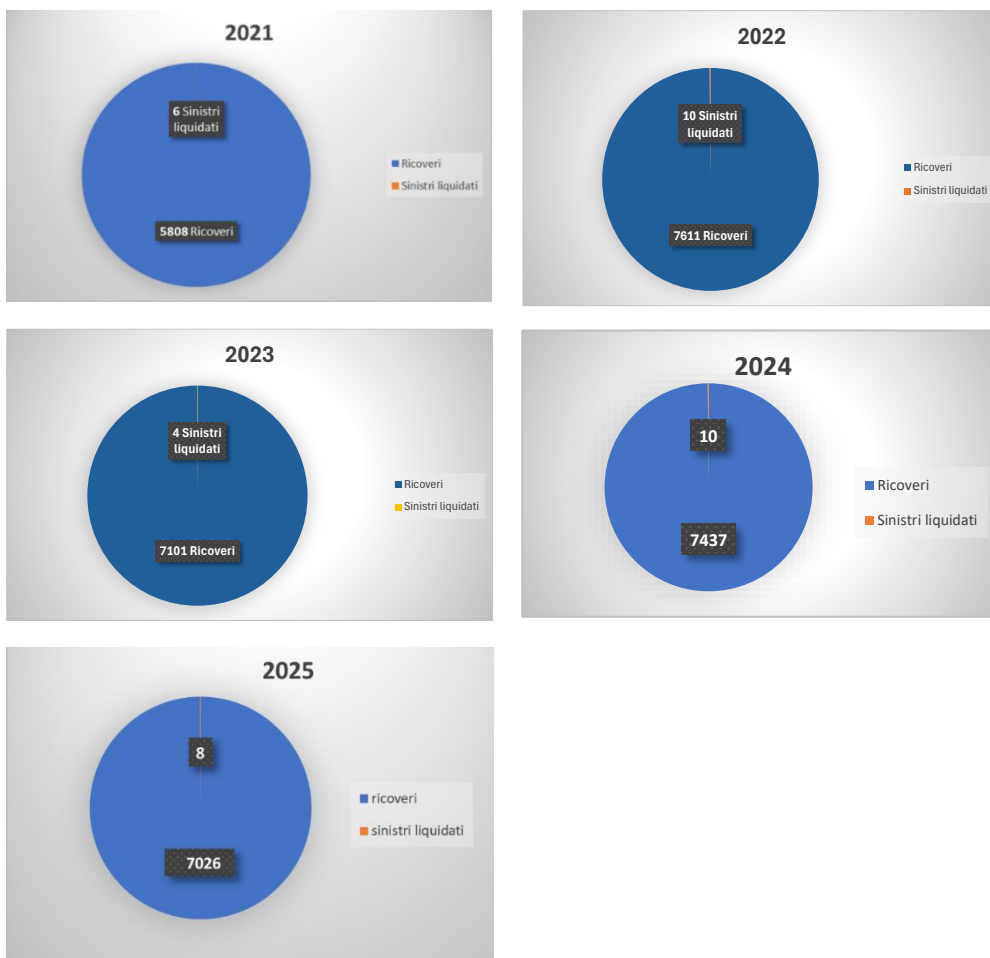 2021
6 Sinistri
liquidati
5808 Ricoveri
Ricoveri
Sinistri liquidati
2022
10 Sinistri
liquidati
7611 Ricoveri
Ricoveri
Sinistri liquidati
2023
4 Sinistri
liquidati
7101 Ricoveri
Ricoveri
Sinistri liquidati
2024
10
7437
Ricoveri
Sinistri liquidati
2025
8
7026
ricoveri
sinistri liquidati